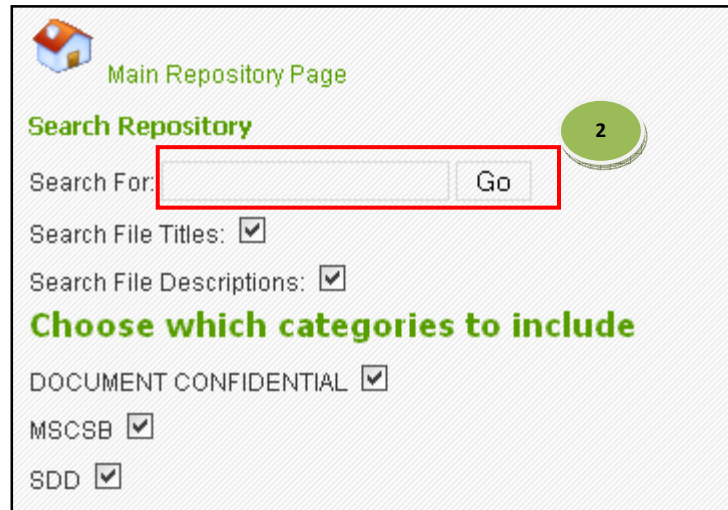 Main Repository Page
Search Repository
2
Search For: Go
Search File Titles:
Search File Descriptions:
Choose which categories to include
DOCUMENT CONFIDENTIAL
MSCSB
SDD